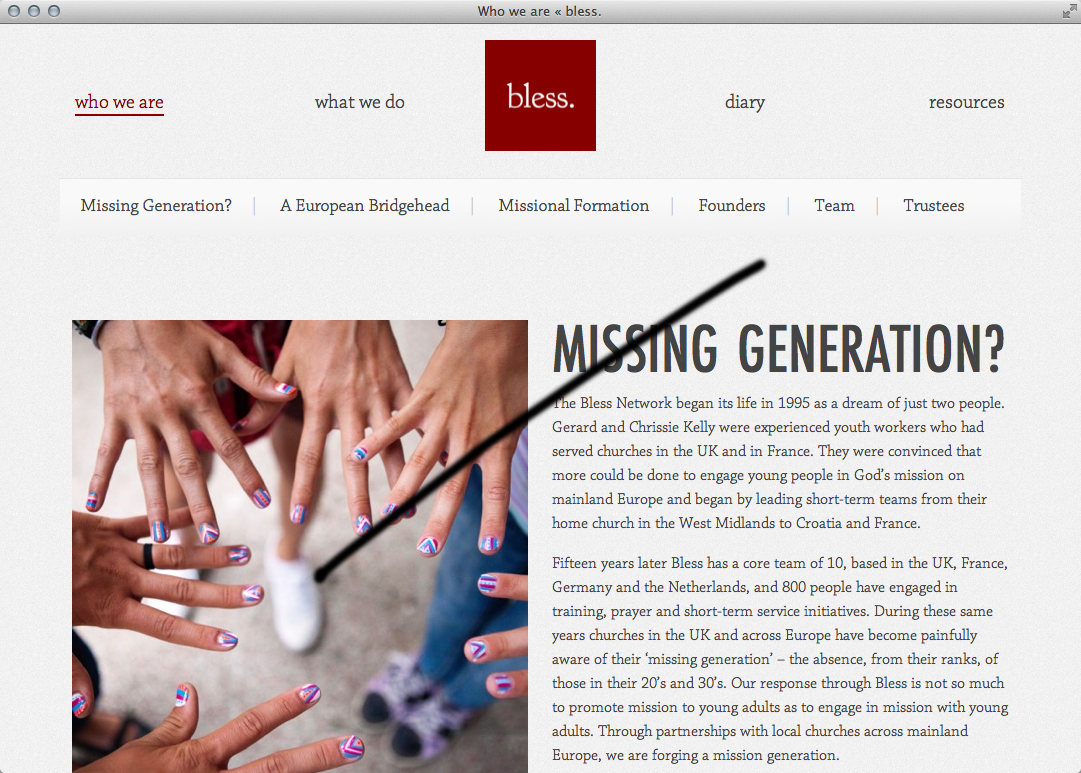 Who we are « bless.
who we are
what we do
bless.
diary
resources
Missing Generation? | A European Bridgehead | Missional Formation | Founders | Team | Trustees
MISSING GENERATION?
The Bless Network began its life in 1995 as a dream of just two people.
Gerard and Chrissie Kelly were experienced youth workers who had
served churches in the UK and in France. They were convinced that
more could be done to engage young people in God’s mission on
mainland Europe and began by leading short-term teams from their
home church in the West Midlands to Croatia and France.
Fifteen years later Bless has a core team of 10, based in the UK, France,
Germany and the Netherlands, and 800 people have engaged in
training, prayer and short-term service initiatives. During these same
years churches in the UK and across Europe have become painfully
aware of their ‘missing generation’ – the absence, from their ranks, of
those in their 20’s and 30’s. Our response through Bless is not so much
to promote mission to young adults as to engage in mission with young
adults. Through partnerships with local churches across mainland
Europe, we are forging a mission generation.